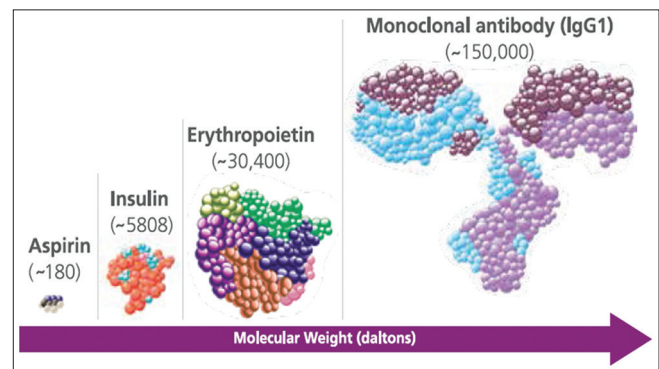 Aspirin
(~180)
Insulin
(~5808)
Erythropoietin
(~30,400)
Monoclonal antibody (IgG1)
(~150,000)
Molecular Weight (daltons)